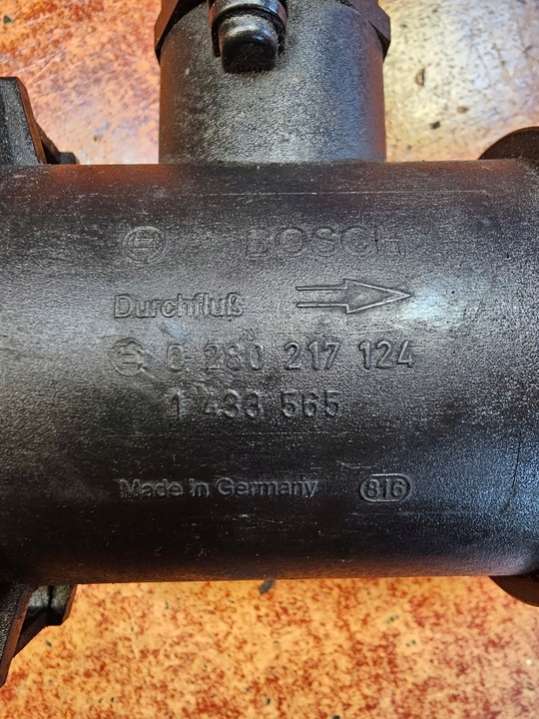 BOSCH
Durchfluß
0 280 217 124
1 433 565
Made in Germany 816